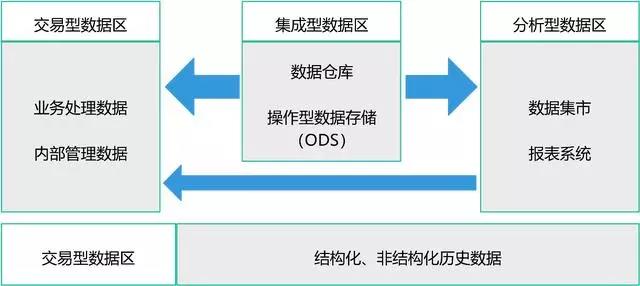 交易型数据区
业务处理数据
内部管理数据
集成型数据区
数据仓库
操作型数据存储
（ODS）
分析型数据区
数据集市
报表系统
交易型数据区
结构化、非结构化历史数据